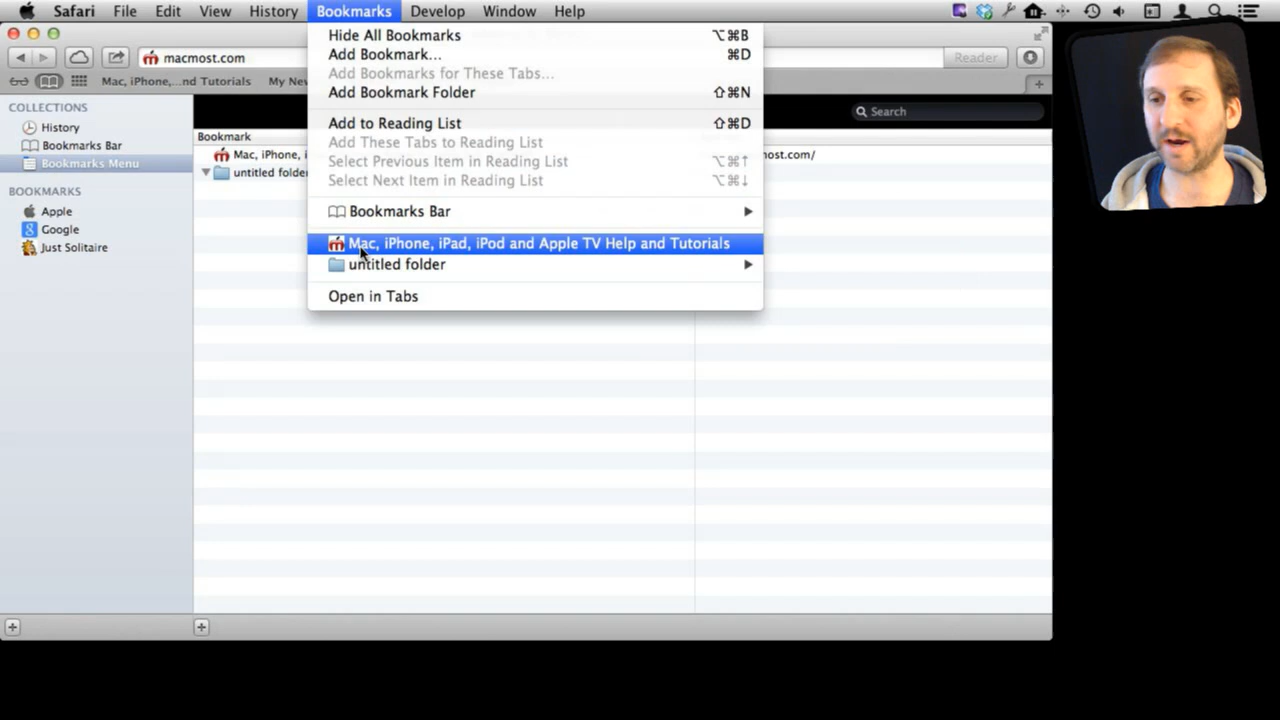 Safari File Edit View History Bookmarks Develop Window Help
macmost.com
Reader
Mac, iPhone,...nd Tutorials My New
COLLECTIONS
History
Bookmarks Bar
Bookmarks Menu
BOOKMARKS
Apple
Google
Just Solitaire
Search
Bookmark
Mac, iPhone, i
untitled folder
ost.com/
Hide All Bookmarks ⌥⌘B
Add Bookmark... ⌘D
Add Bookmarks for These Tabs...
Add Bookmark Folder ⇧⌘N
Add to Reading List ⇧⌘D
Add These Tabs to Reading List
Select Previous Item in Reading List ⌥⌘↑
Select Next Item in Reading List ⌥⌘↓
Bookmarks Bar
Mac, iPhone, iPad, iPod and Apple TV Help and Tutorials
untitled folder
Open in Tabs